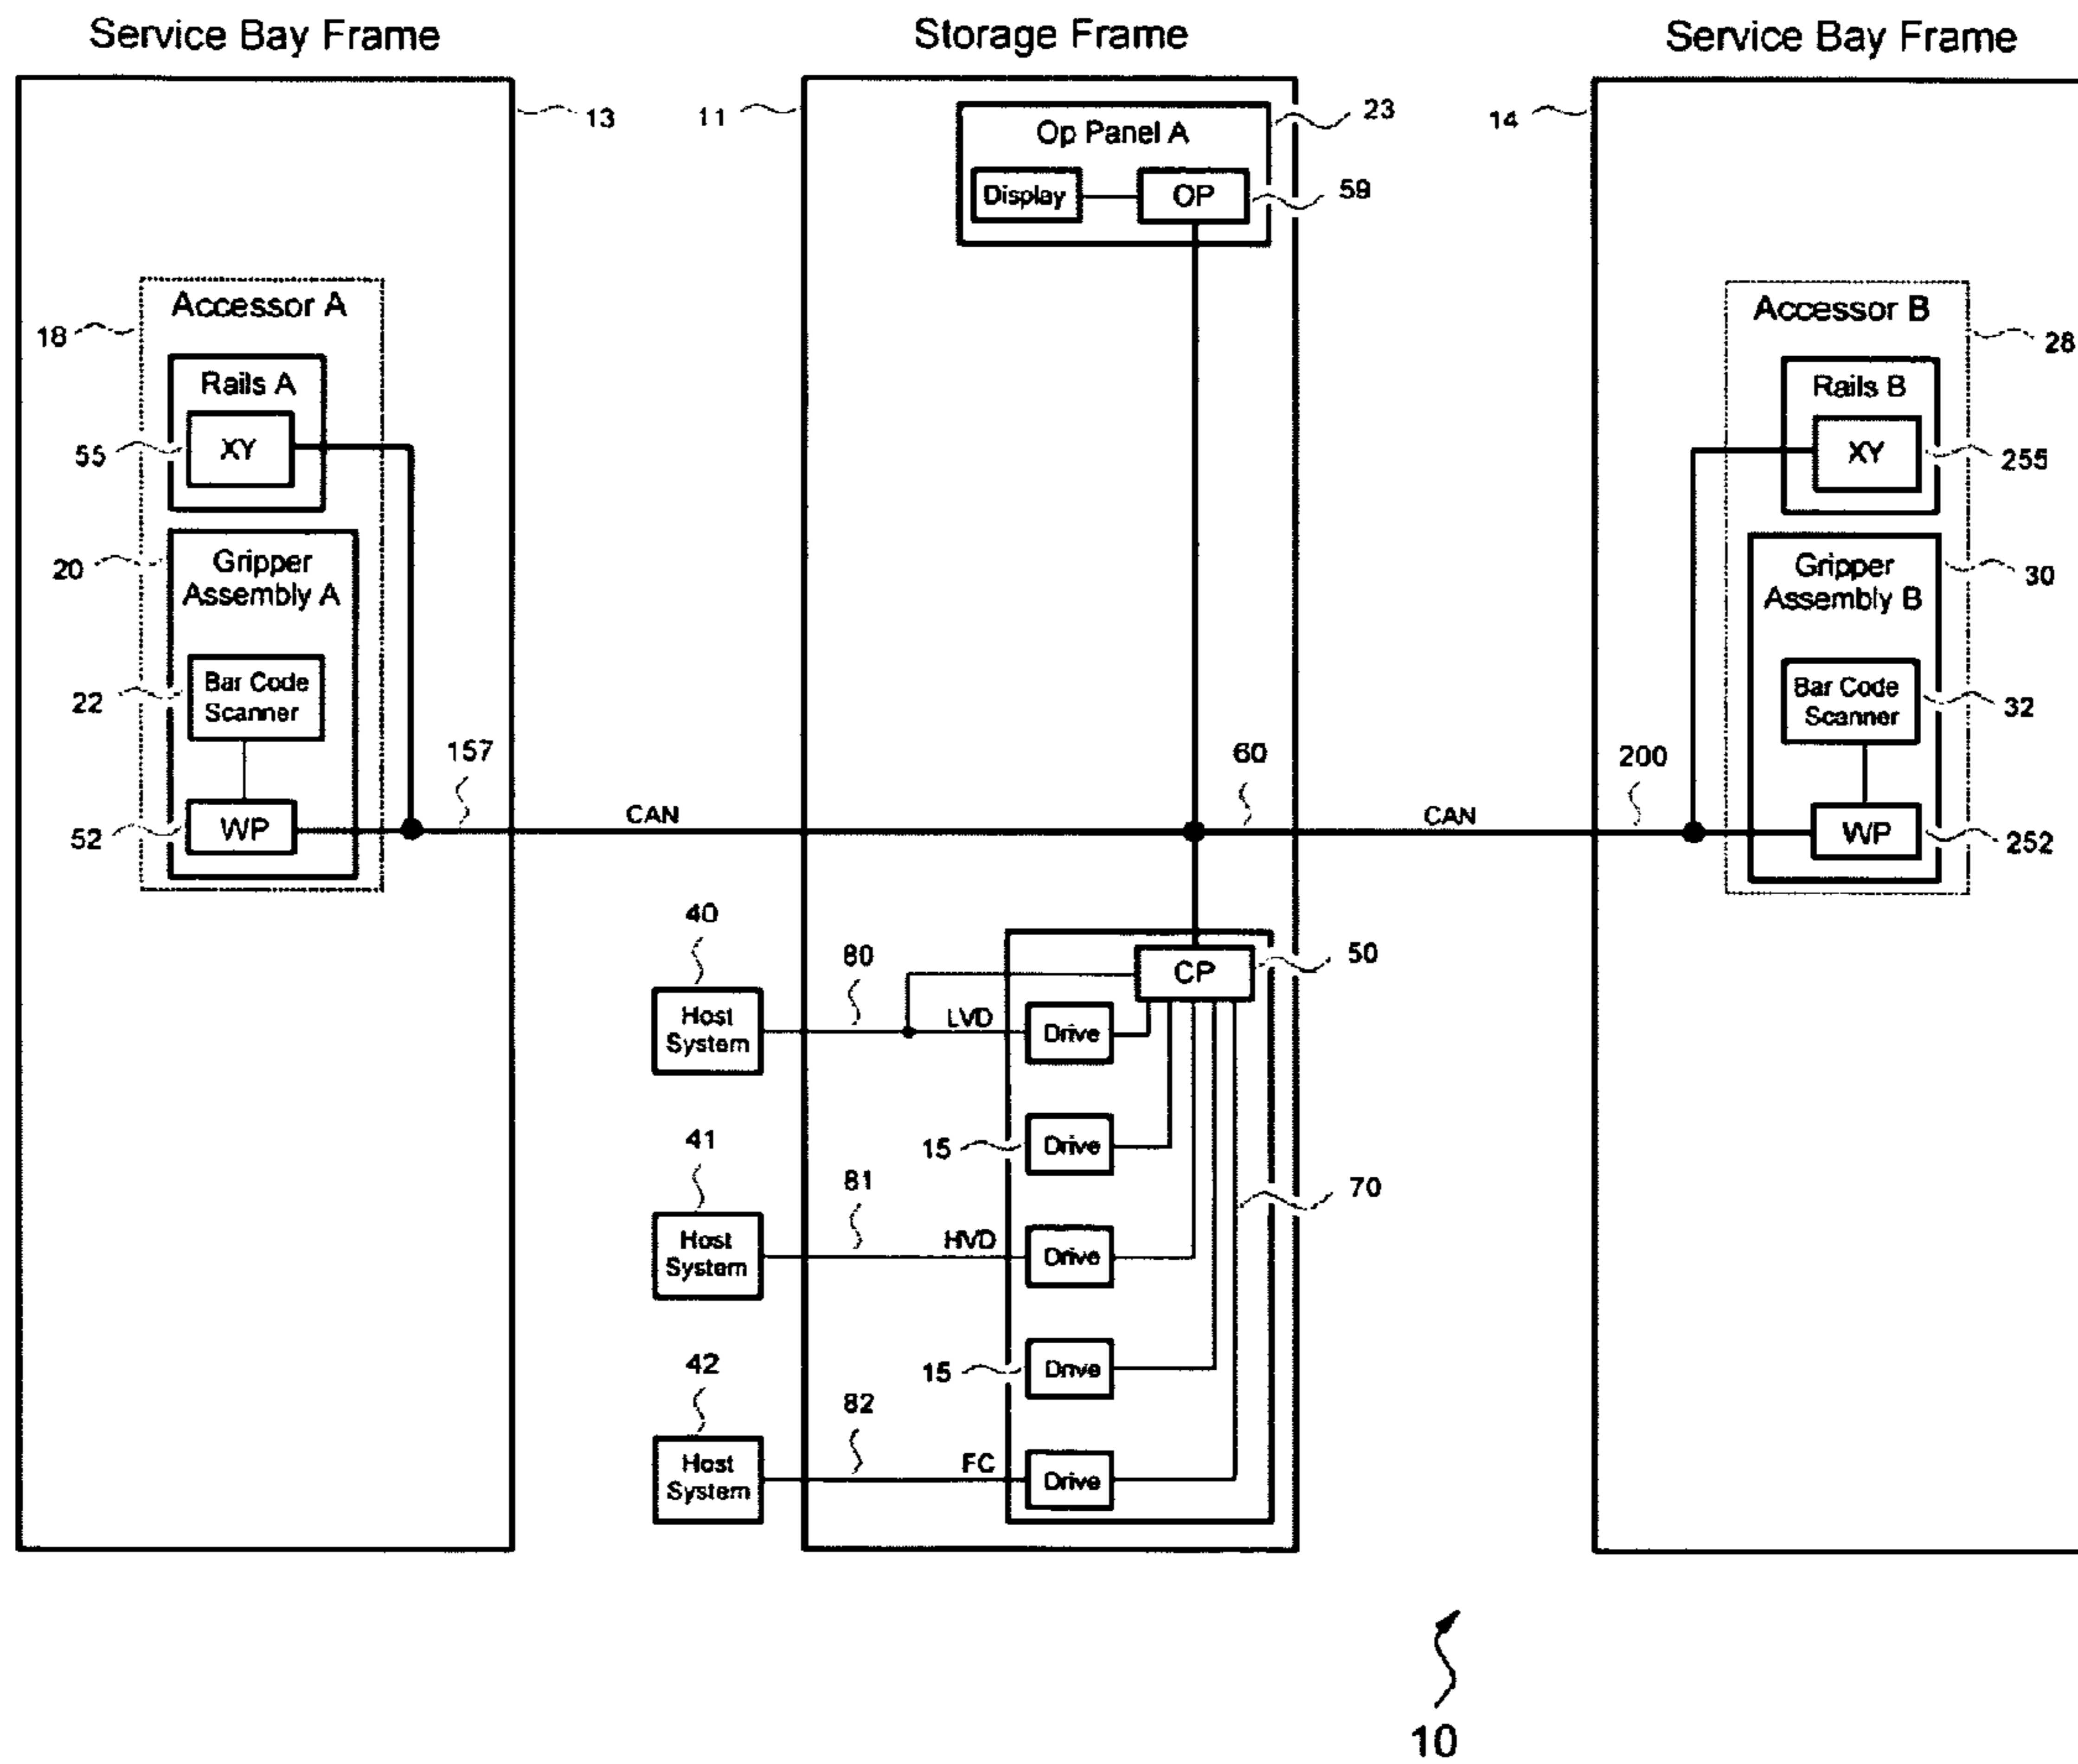 Service Bay Frame
Storage Frame
Service Bay Frame
13
11
23
14
Op Panel A
Display
OP
59
Accessor A
18
Rails A
XY
55
20
Gripper
Assembly A
22
Bar Code
Scanner
52
WP
157
CAN
60
CAN
200
Accessor B
28
Rails B
XY
255
Gripper
Assembly B
30
Bar Code
Scanner
32
WP
252
40
Host
System
80
LVD
CP
50
Drive
15
Drive
41
Host
System
81
HVD
Drive
70
15
Drive
42
Host
System
82
FC
Drive
10